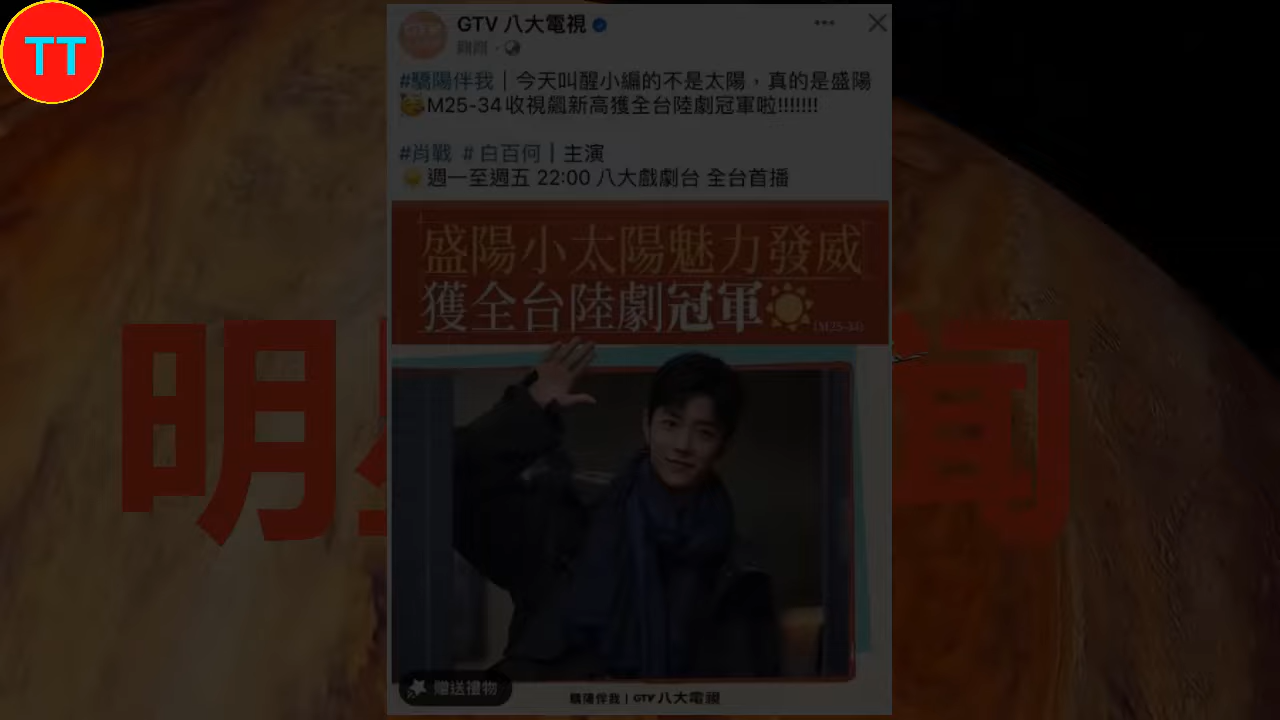 TT
GTV 八大電視
剛剛
#驕陽伴我｜今天叫醒小編的不是太陽，真的是盛陽
M25-34收視飆新高獲全台陸劇冠軍啦!!!!!!!
#肖戰 #白百何｜主演
週一至週五 22:00 八大戲劇台 全台首播
盛陽小太陽魅力發威
獲全台陸劇冠軍
(M25-34)
明
贈送禮物
驕陽伴我｜GTV 八大電視